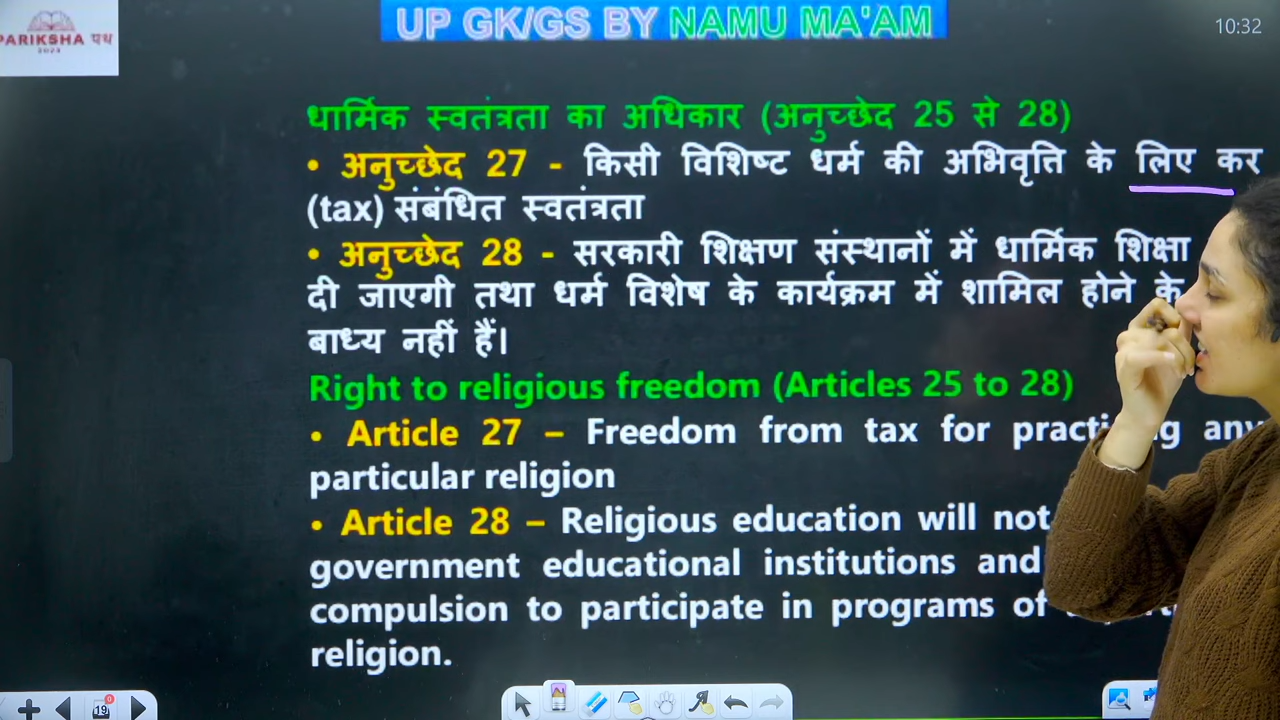 UP GK/GS BY NAMU MA'AM
10:32
PARIKSHA पथ
धार्मिक स्वतंत्रता का अधिकार (अनुच्छेद 25 से 28)
• अनुच्छेद 27 - किसी विशिष्ट धर्म की अभिवृत्ति के लिए कर
(tax) संबंधित स्वतंत्रता
• अनुच्छेद 28 - सरकारी शिक्षण संस्थानों में धार्मिक शिक्षा
दी जाएगी तथा धर्म विशेष के कार्यक्रम में शामिल होने के
बाध्य नहीं हैं।
Right to religious freedom (Articles 25 to 28)
• Article 27 – Freedom from tax for any
particular religion
• Article 28 – Religious education will not
government educational institutions and
compulsion to participate in programs of
religion.
19